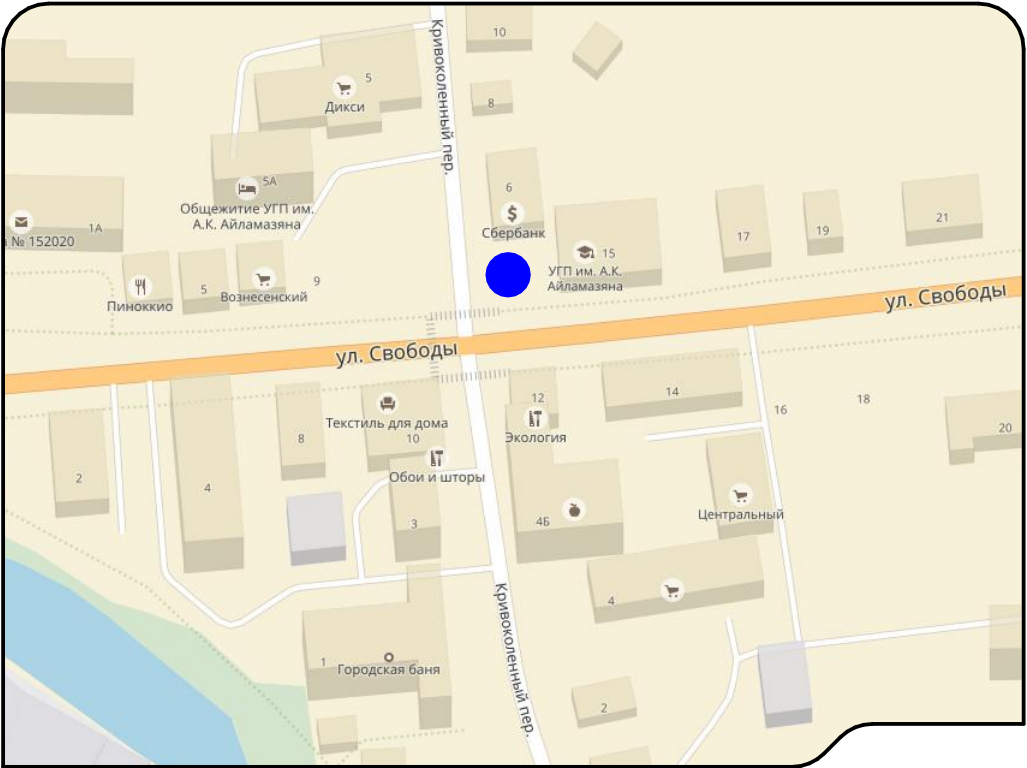 Кривоколенный пер.
10
5
Дикси
8
5А
Общежитие УГП им.
А.К. Айламазяна
6
Сбербанк
1А
№ 152020
15
УГП им. А.К.
Айламазяна
17
19
21
Пиноккио
5
Вознесенский
9
ул. Свободы
ул. Свободы
2
4
8
Текстиль для дома
10
Обои и шторы
3
12
Экология
14
16
18
20
4Б
Центральный
4
Кривоколенный пер.
1
Городская баня
2